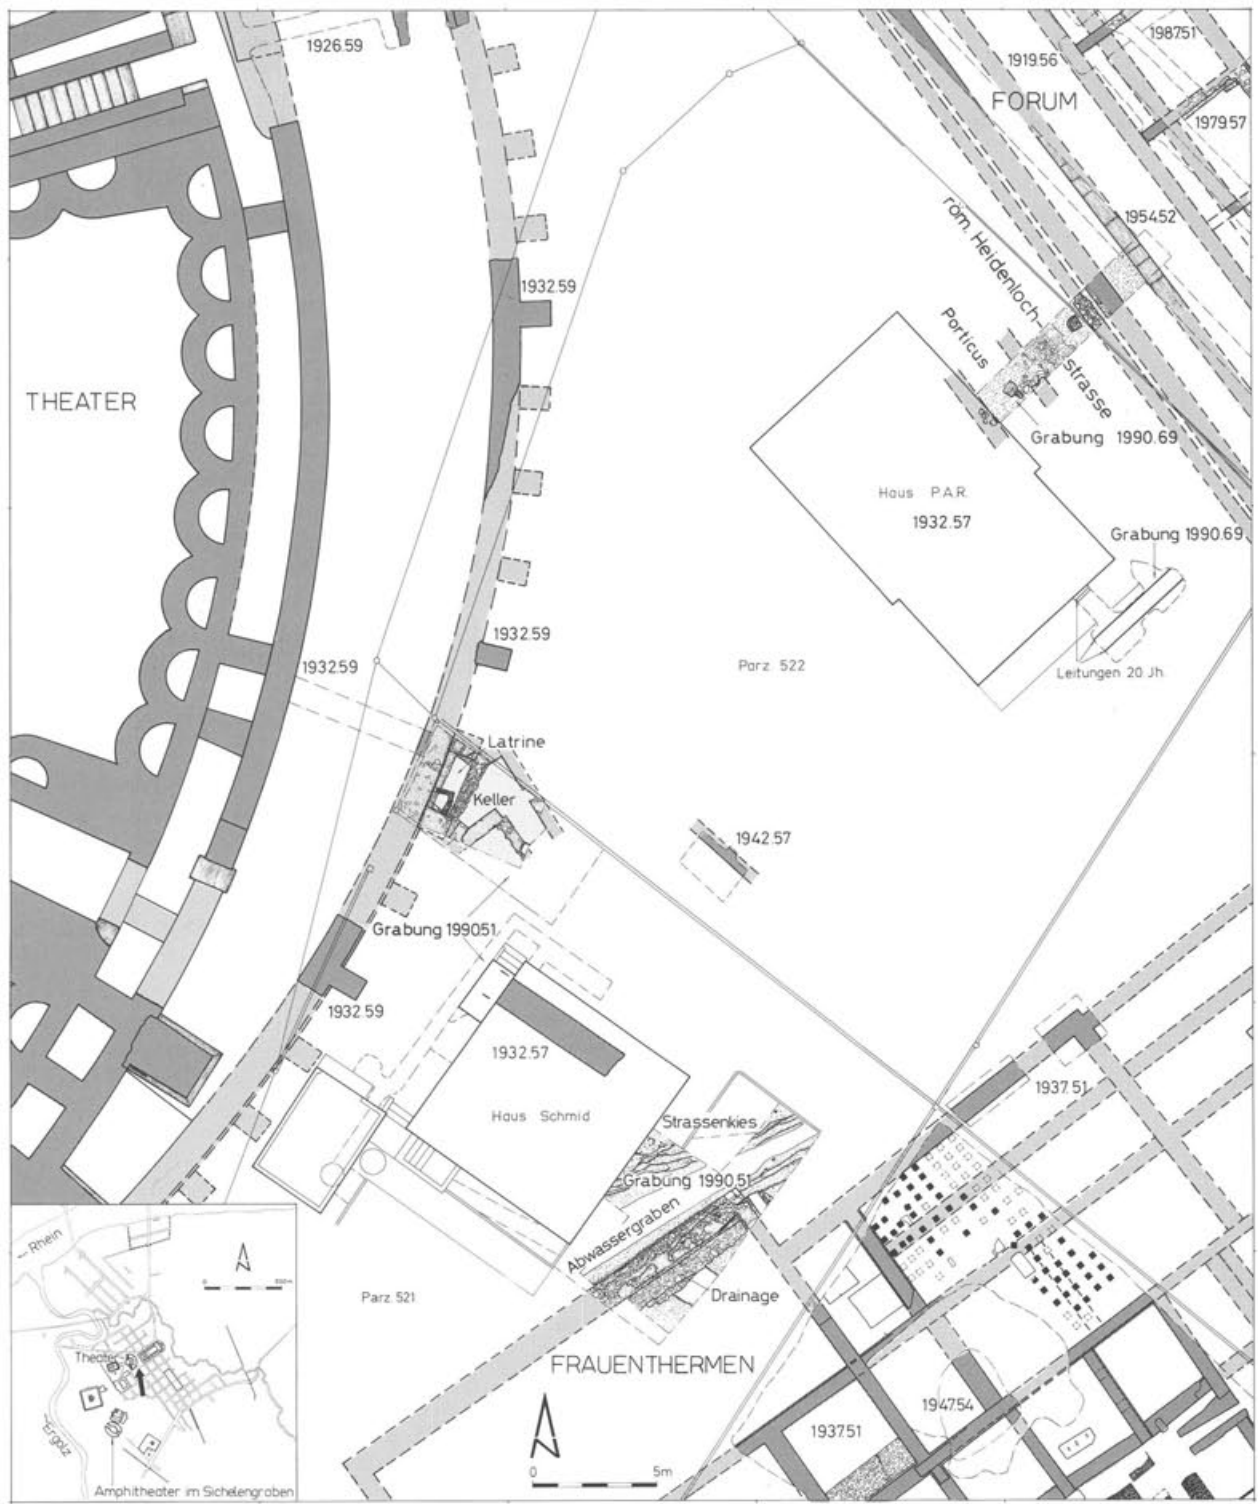 1926.59
1987.51
1919.56
FORUM
1979.57
1954.52
röm. Heidenloch-
strasse
Porticus
1932.59
THEATER
Grabung 1990.69
Haus P.A.R.
1932.57
Grabung 1990.69
1932.59
1932.59
Parz. 522
Leitungen 20. Jh.
Latrine
Keller
1942.57
Grabung 1990.51
1932.59
1932.57
Haus Schmid
1937.51
Strassenkies
Grabung 1990.51
Abwassergraben
Drainage
Parz. 521
FRAUENTHERMEN
1947.54
1937.51
0 5m
Rhein
0
Theater
Ergolz
Amphitheater im Sichelengraben